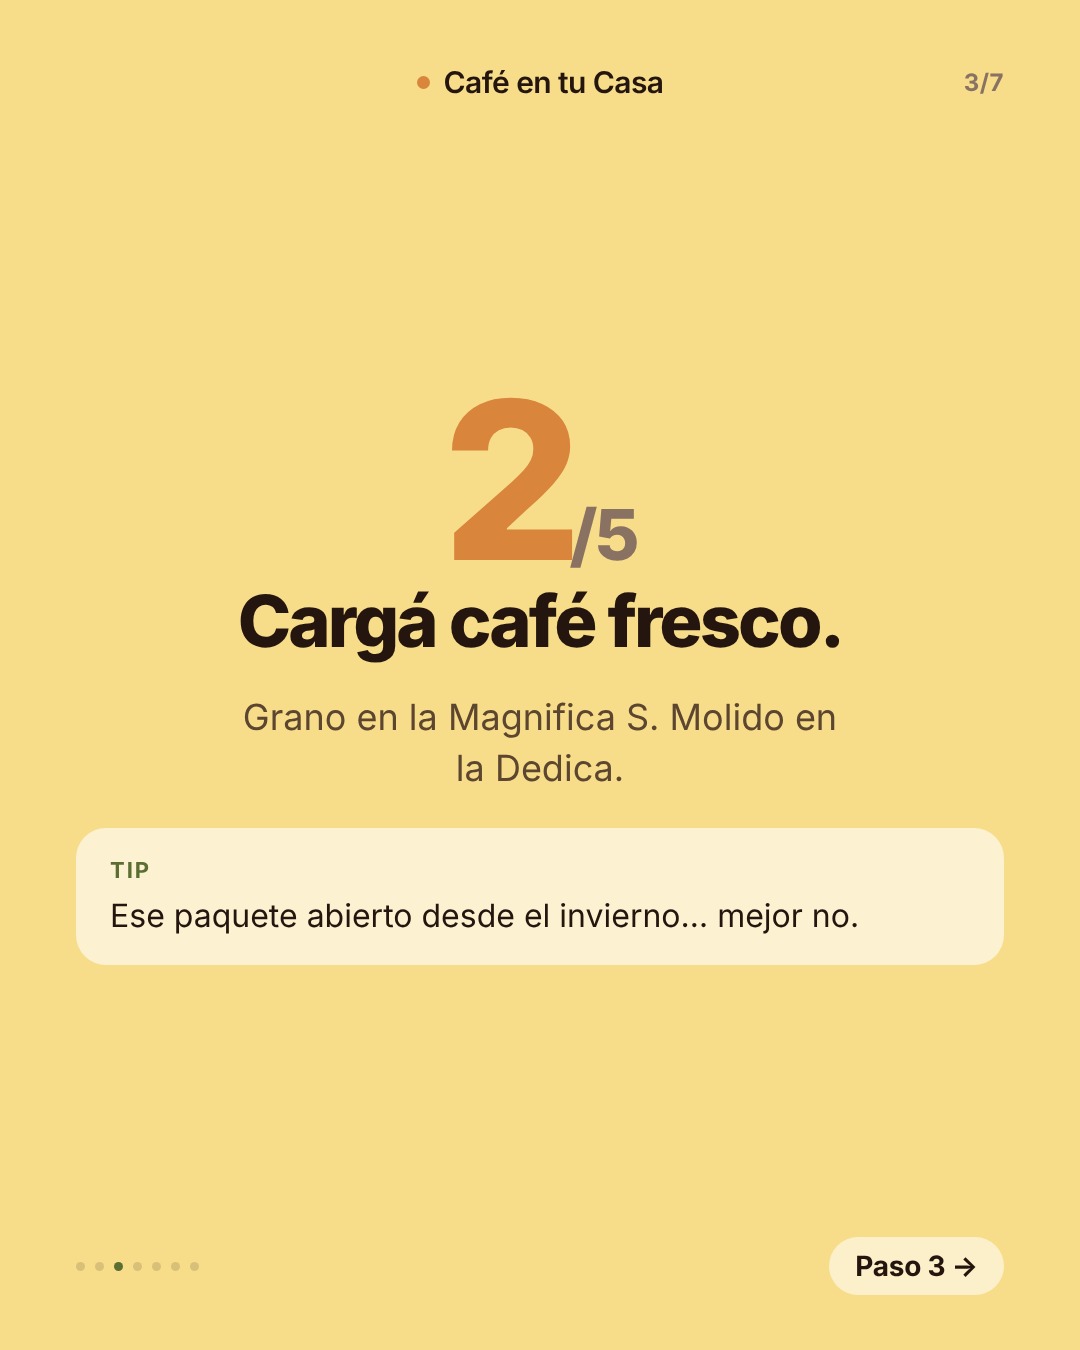 Café en tu Casa
3/7
2/5
Cargá café fresco.
Grano en la Magnifica S. Molido en
la Dedica.
TIP
Ese paquete abierto desde el invierno... mejor no.
Paso 3 →